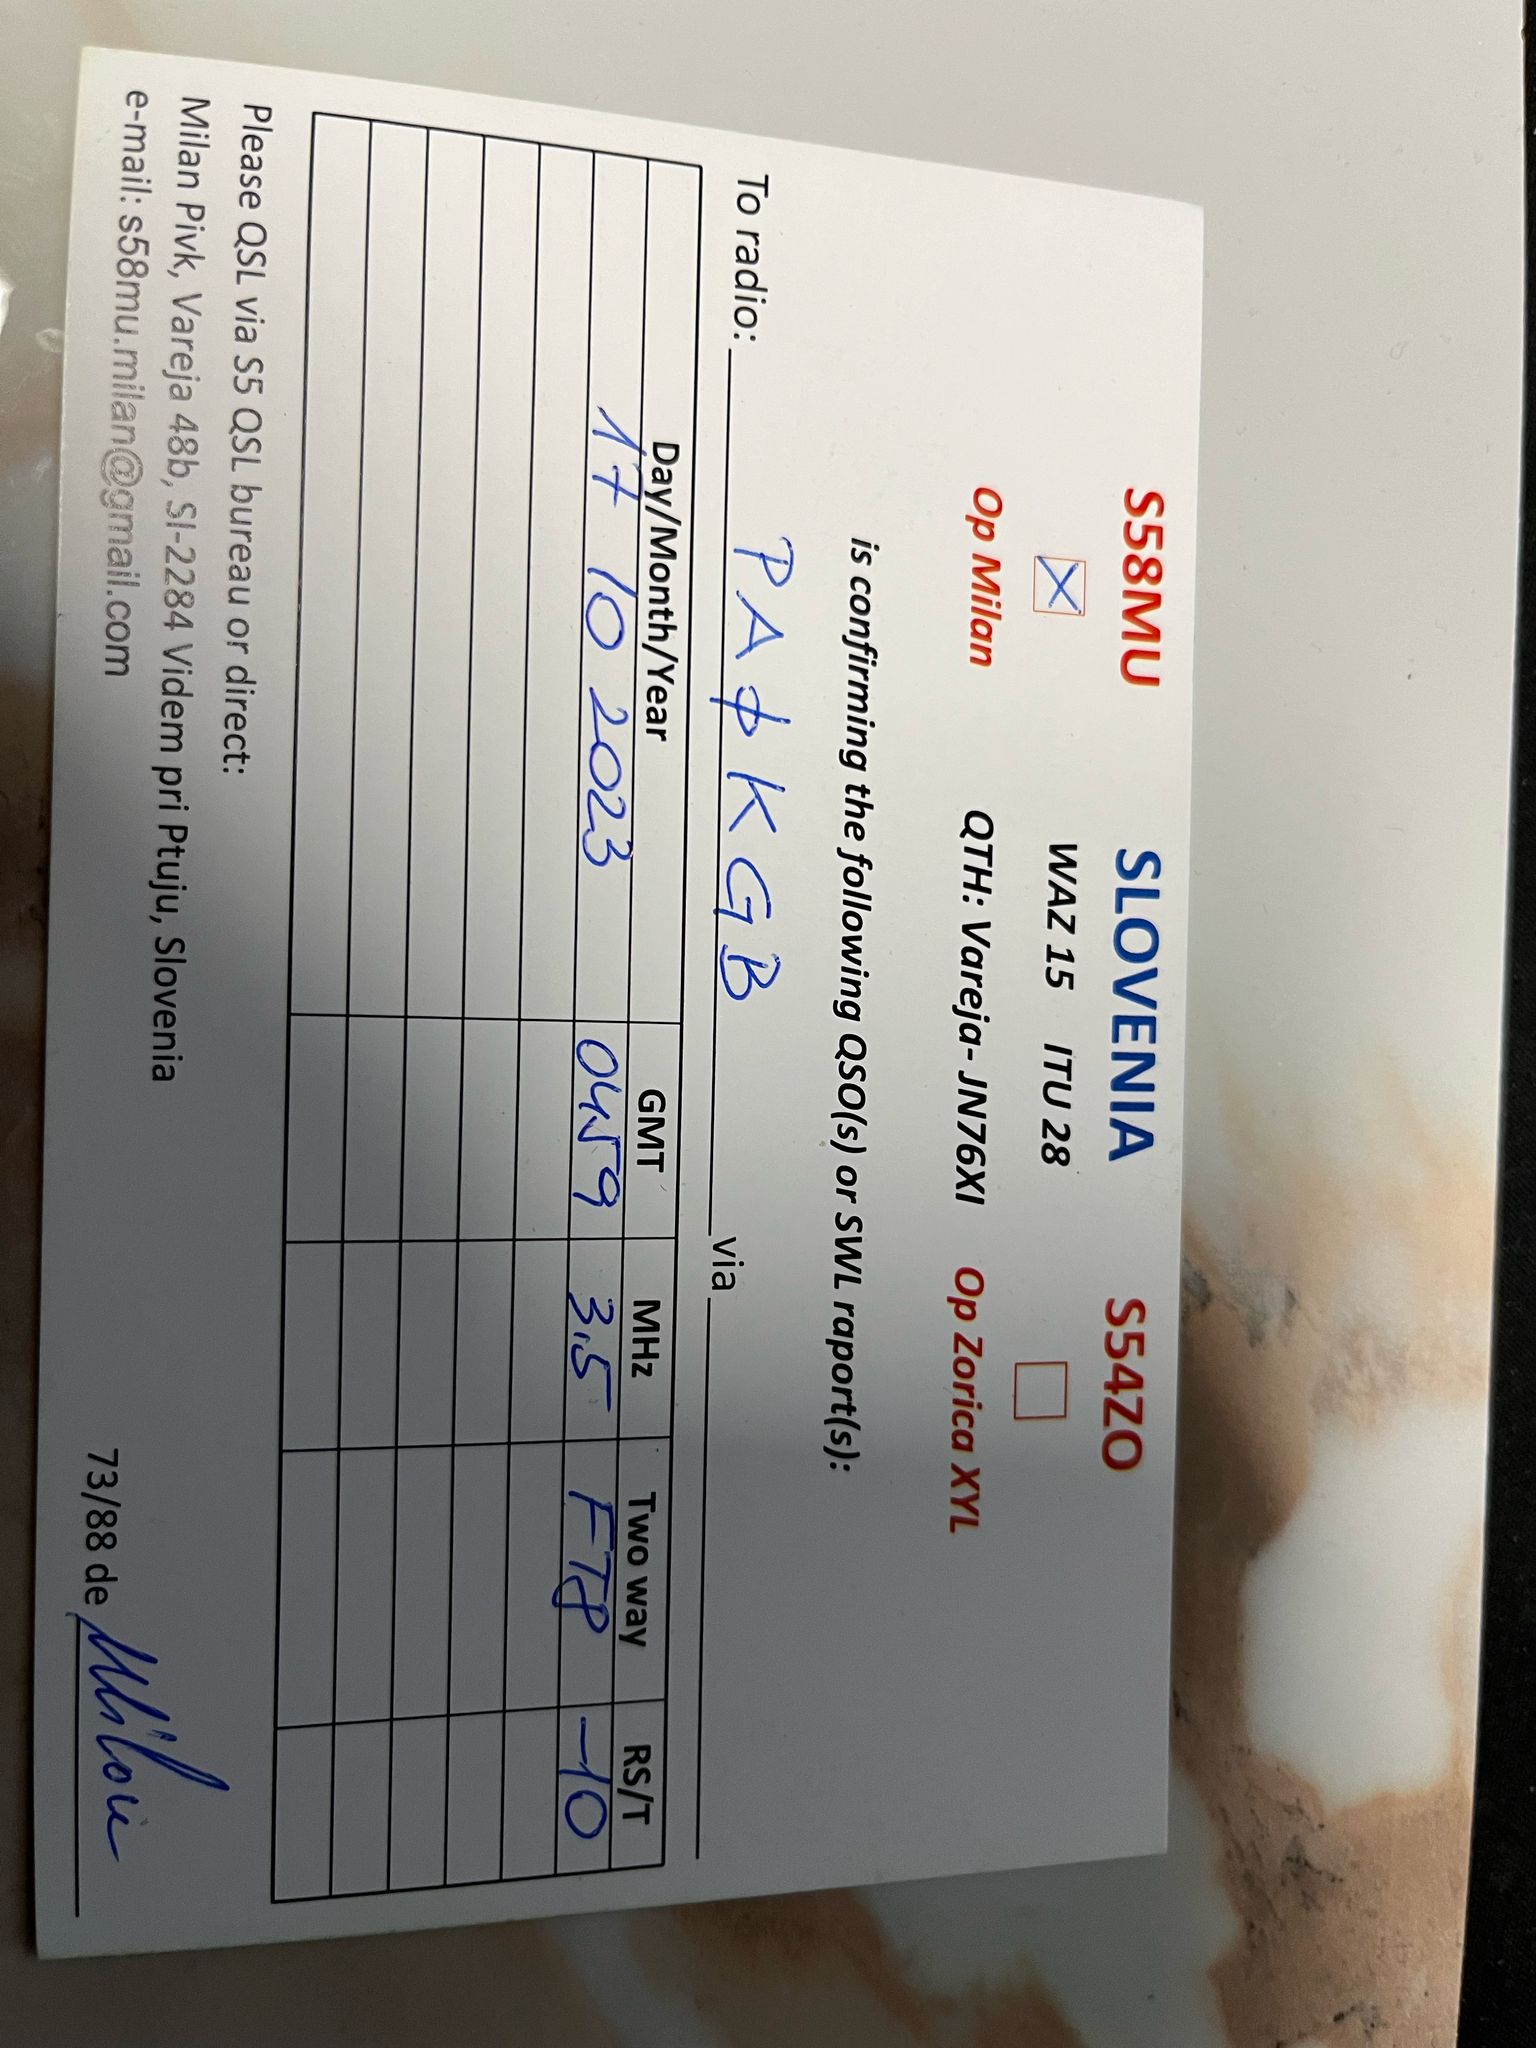 S58MU SLOVENIA S54ZO
X WAZ 15 ITU 28
Op Milan QTH: Vareja- JN76XI Op Zorica XYL
is confirming the following QSO(s) or SWL raport(s):
To radio: PAϕKGB via
Day/Month/Year GMT MHz Two way RS/T
17 10 2023 0459 3.5 FT8 -10
Please QSL via S5 QSL bureau or direct:
Milan Pivk, Vareja 48b, SI-2284 Videm pri Ptuju, Slovenia
e-mail: s58mu.milan@gmail.com
73/88 de Milan